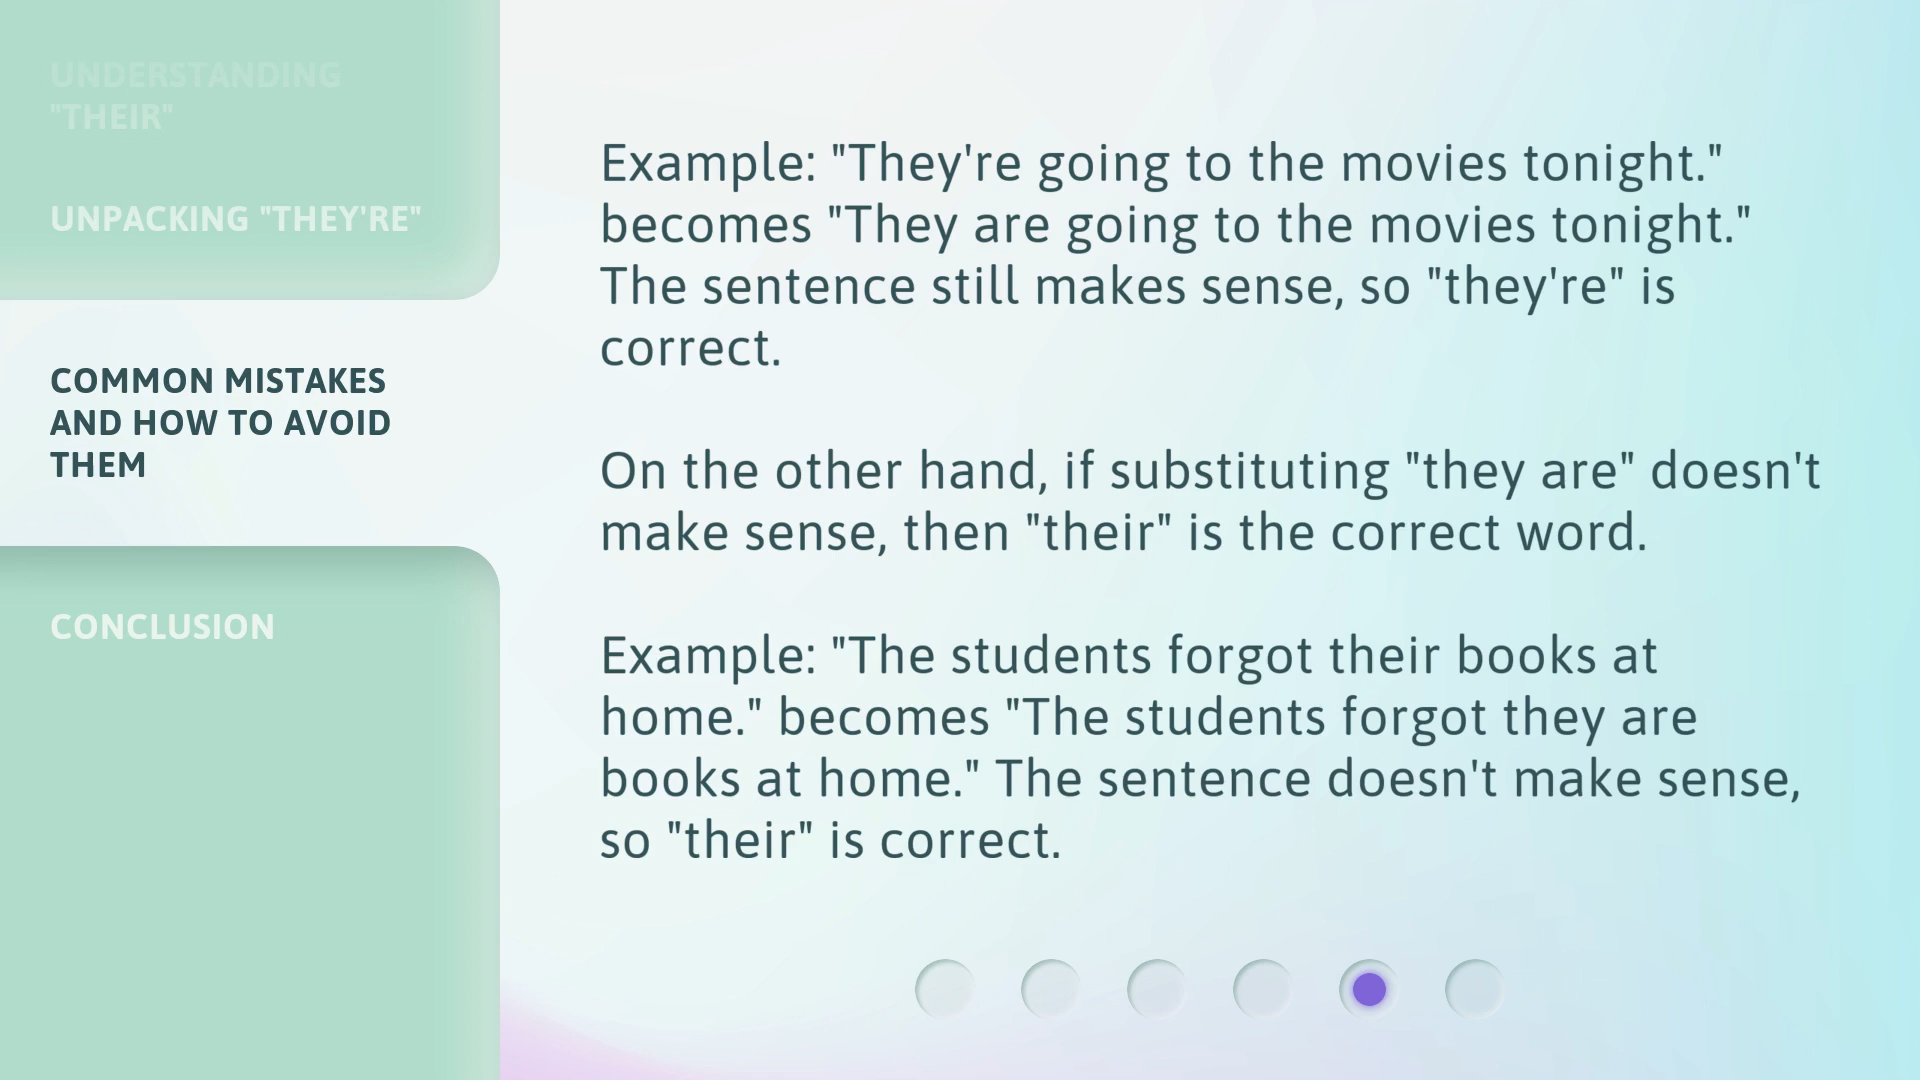 UNDERSTANDING
"THEIR"
UNPACKING "THEY'RE"
COMMON MISTAKES
AND HOW TO AVOID
THEM
CONCLUSION
Example: "They're going to the movies tonight."
becomes "They are going to the movies tonight."
The sentence still makes sense, so "they're" is
correct.
On the other hand, if substituting "they are" doesn't
make sense, then "their" is the correct word.
Example: "The students forgot their books at
home." becomes "The students forgot they are
books at home." The sentence doesn't make sense,
so "their" is correct.